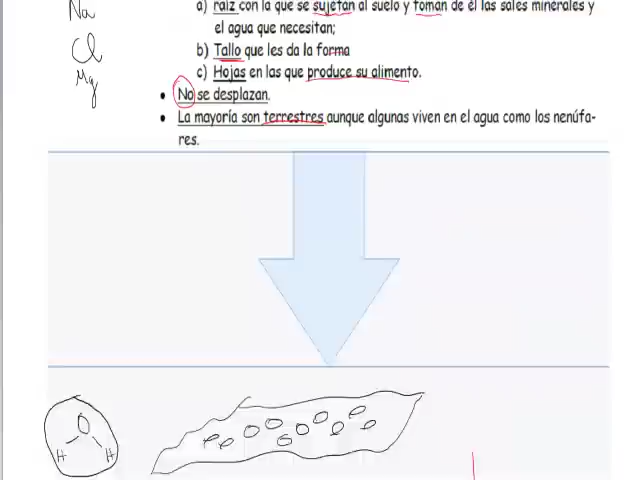 a) raíz con la que se sujetan al suelo y toman de él las sales minerales y
el agua que necesitan;
b) Tallo que les da la forma
c) Hojas en las que produce su alimento.
• No se desplazan.
• La mayoría son terrestres aunque algunas viven en el agua como los nenúfa-
res.
Na
Cl
Mg
O
H H